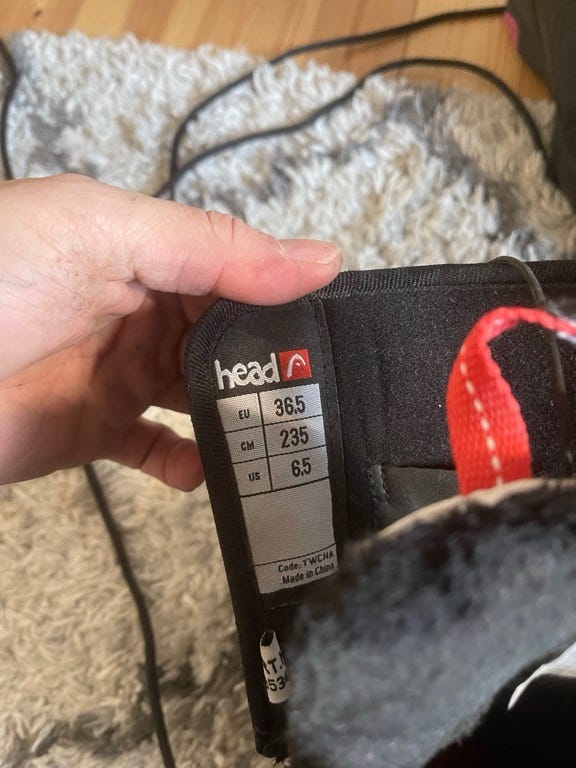 head
EU 36.5
CM 235
US 6.5
Code: TWCHA
Made in China